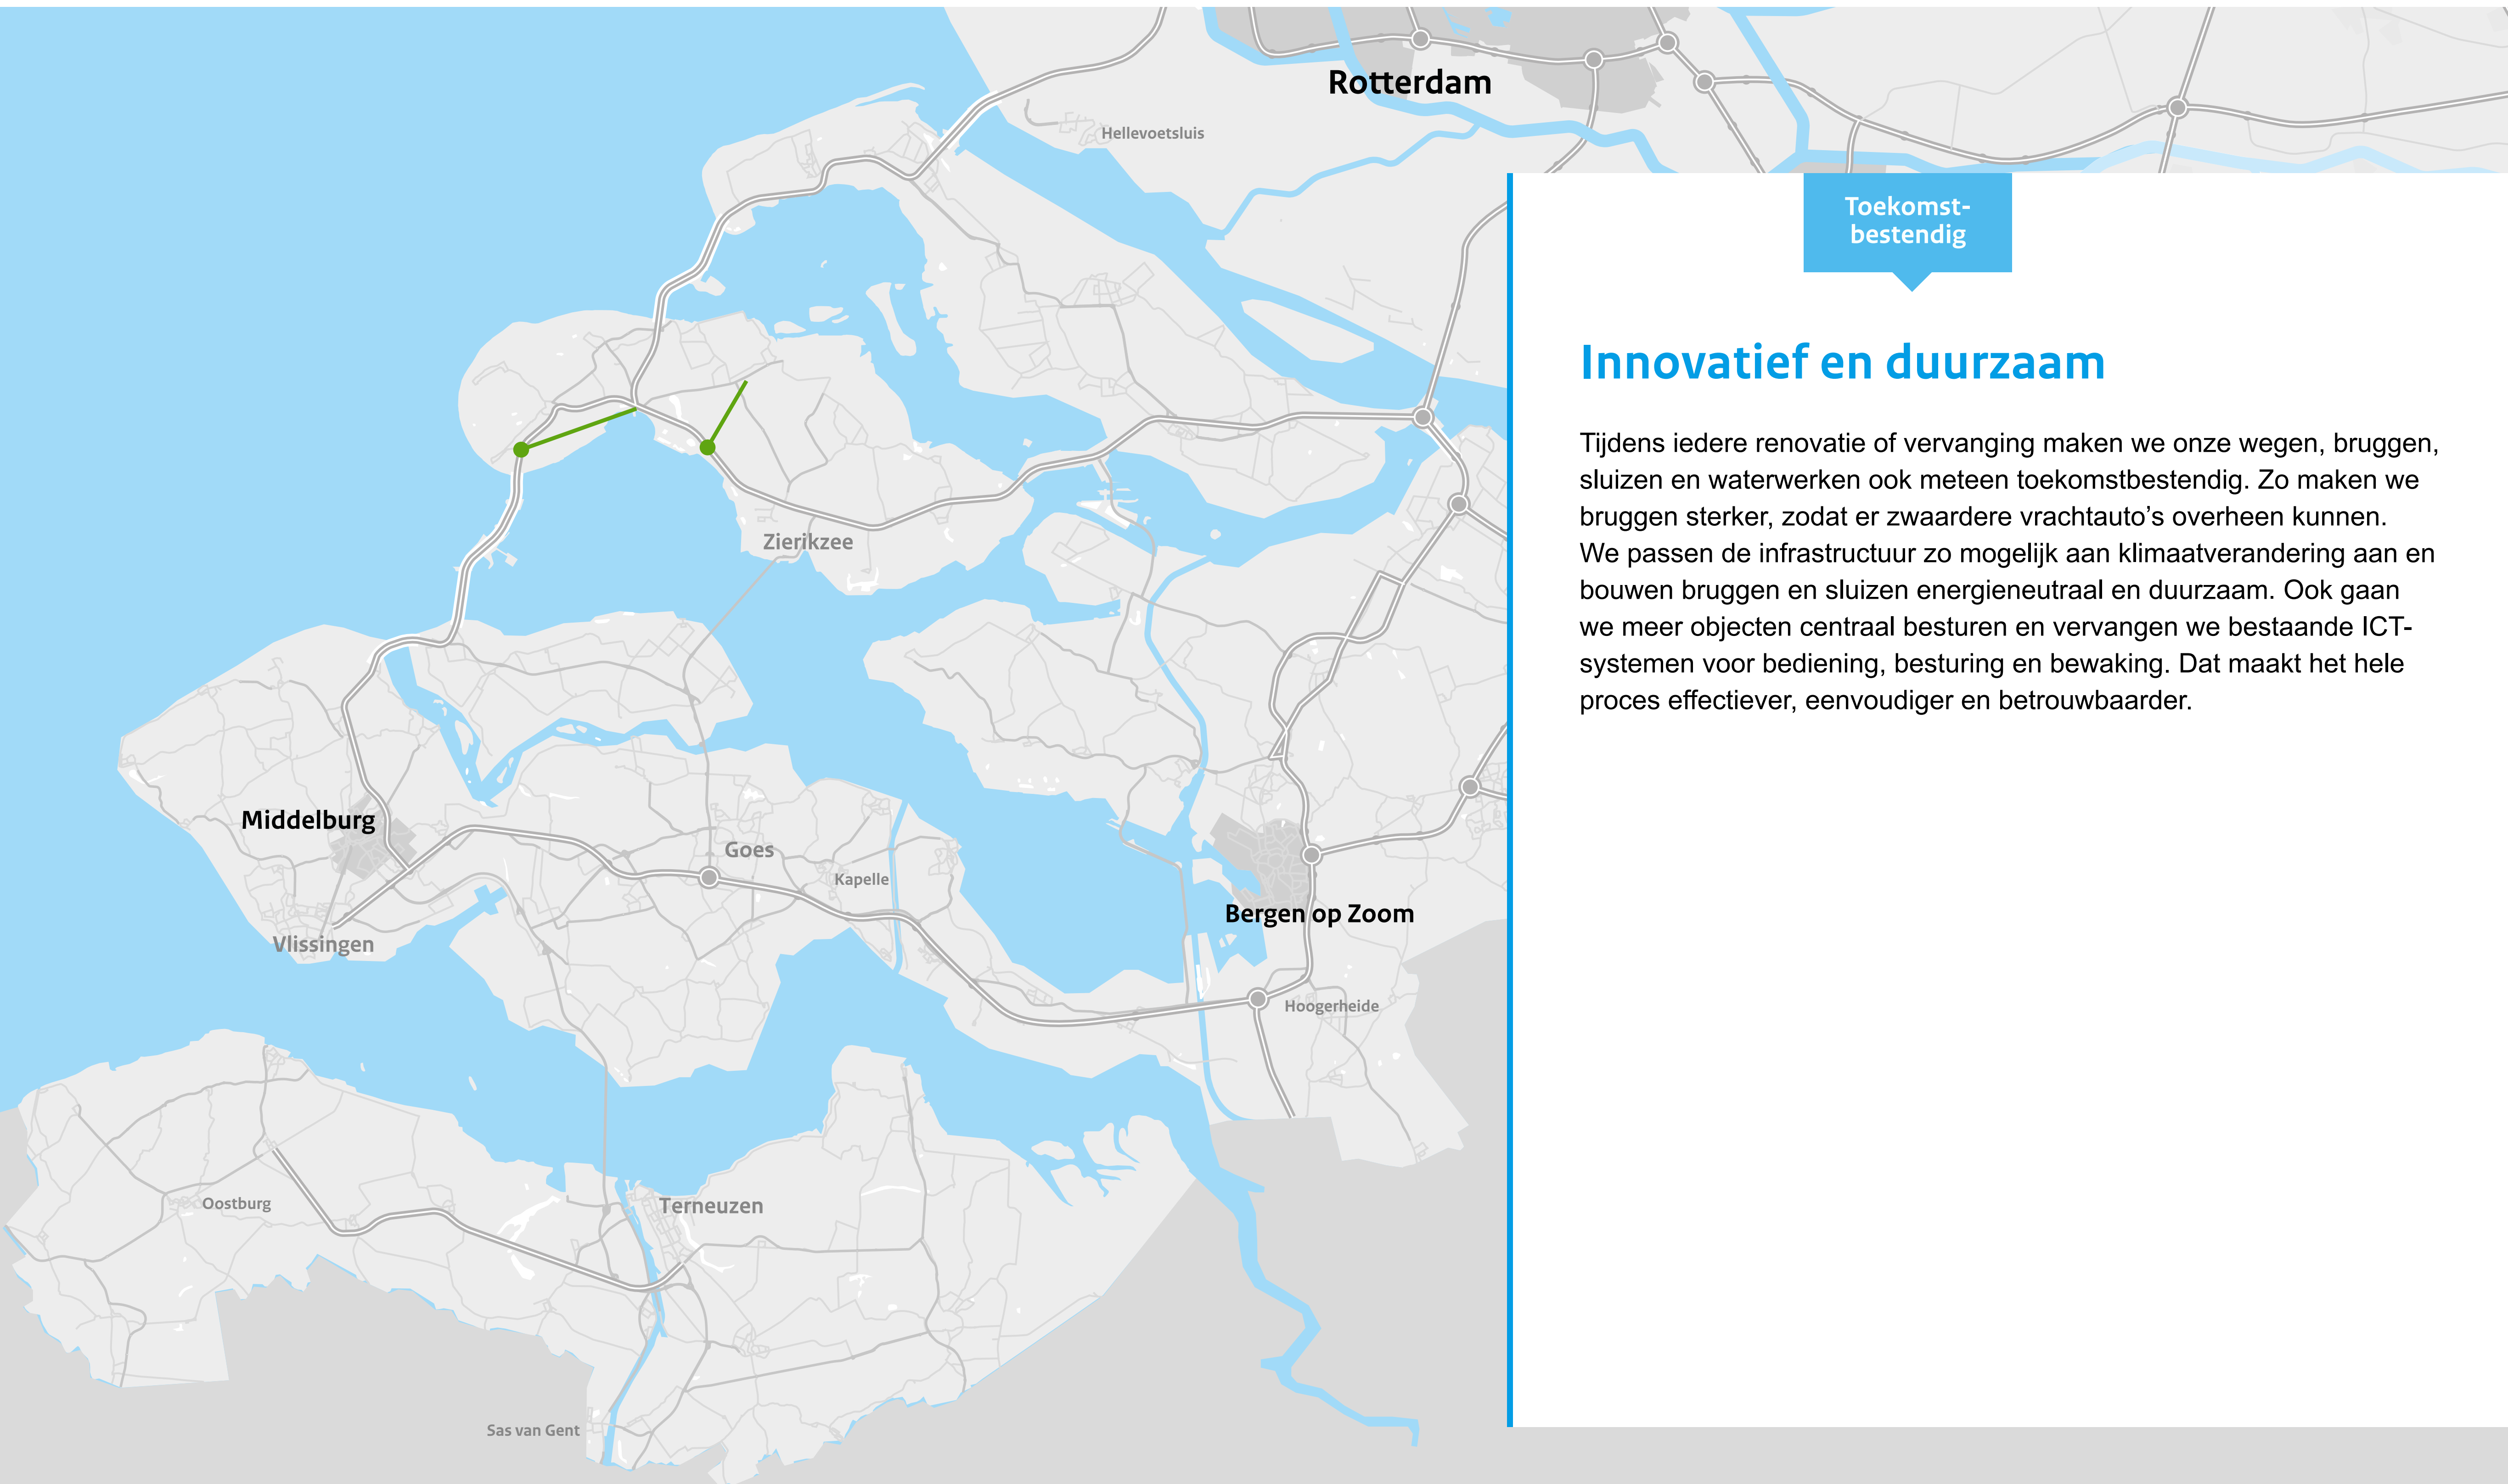 Rotterdam
Hellevoetsluis
Zierikzee
Middelburg
Goes
Kapelle
Bergen op Zoom
Vlissingen
Hoogerheide
Oostburg
Terneuzen
Sas van Gent
Toekomst-
bestendig
Innovatief en duurzaam
Tijdens iedere renovatie of vervanging maken we onze wegen, bruggen,
sluizen en waterwerken ook meteen toekomstbestendig. Zo maken we
bruggen sterker, zodat er zwaardere vrachtauto’s overheen kunnen.
We passen de infrastructuur zo mogelijk aan klimaatverandering aan en
bouwen bruggen en sluizen energieneutraal en duurzaam. Ook gaan
we meer objecten centraal besturen en vervangen we bestaande ICT-
systemen voor bediening, besturing en bewaking. Dat maakt het hele
proces effectiever, eenvoudiger en betrouwbaarder.